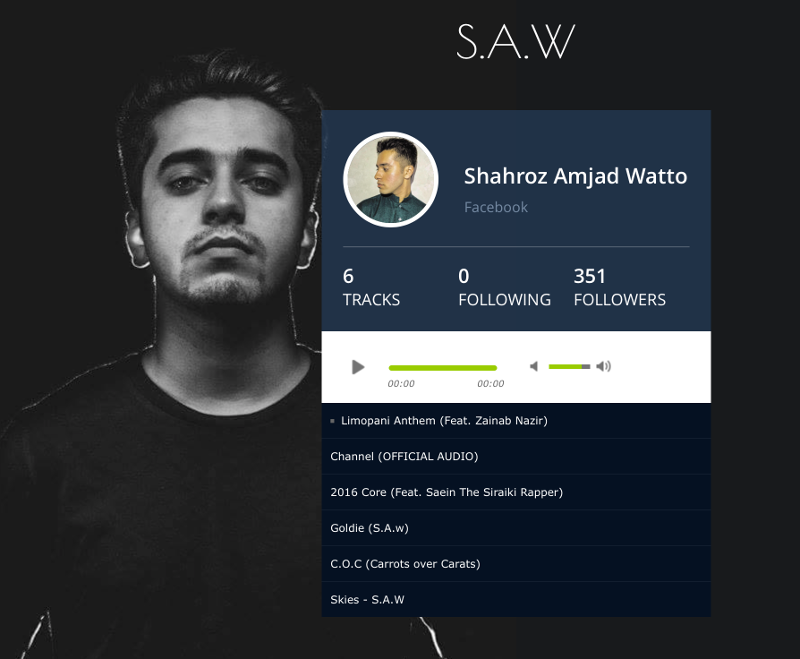 S.A.W
Shahroz Amjad Watto
Facebook
6
TRACKS
0
FOLLOWING
351
FOLLOWERS
00:00
00:00
Limopani Anthem (Feat. Zainab Nazir)
Channel (OFFICIAL AUDIO)
2016 Core (Feat. Saein The Siraiki Rapper)
Goldie (S.A.w)
C.O.C (Carrots over Carats)
Skies - S.A.W